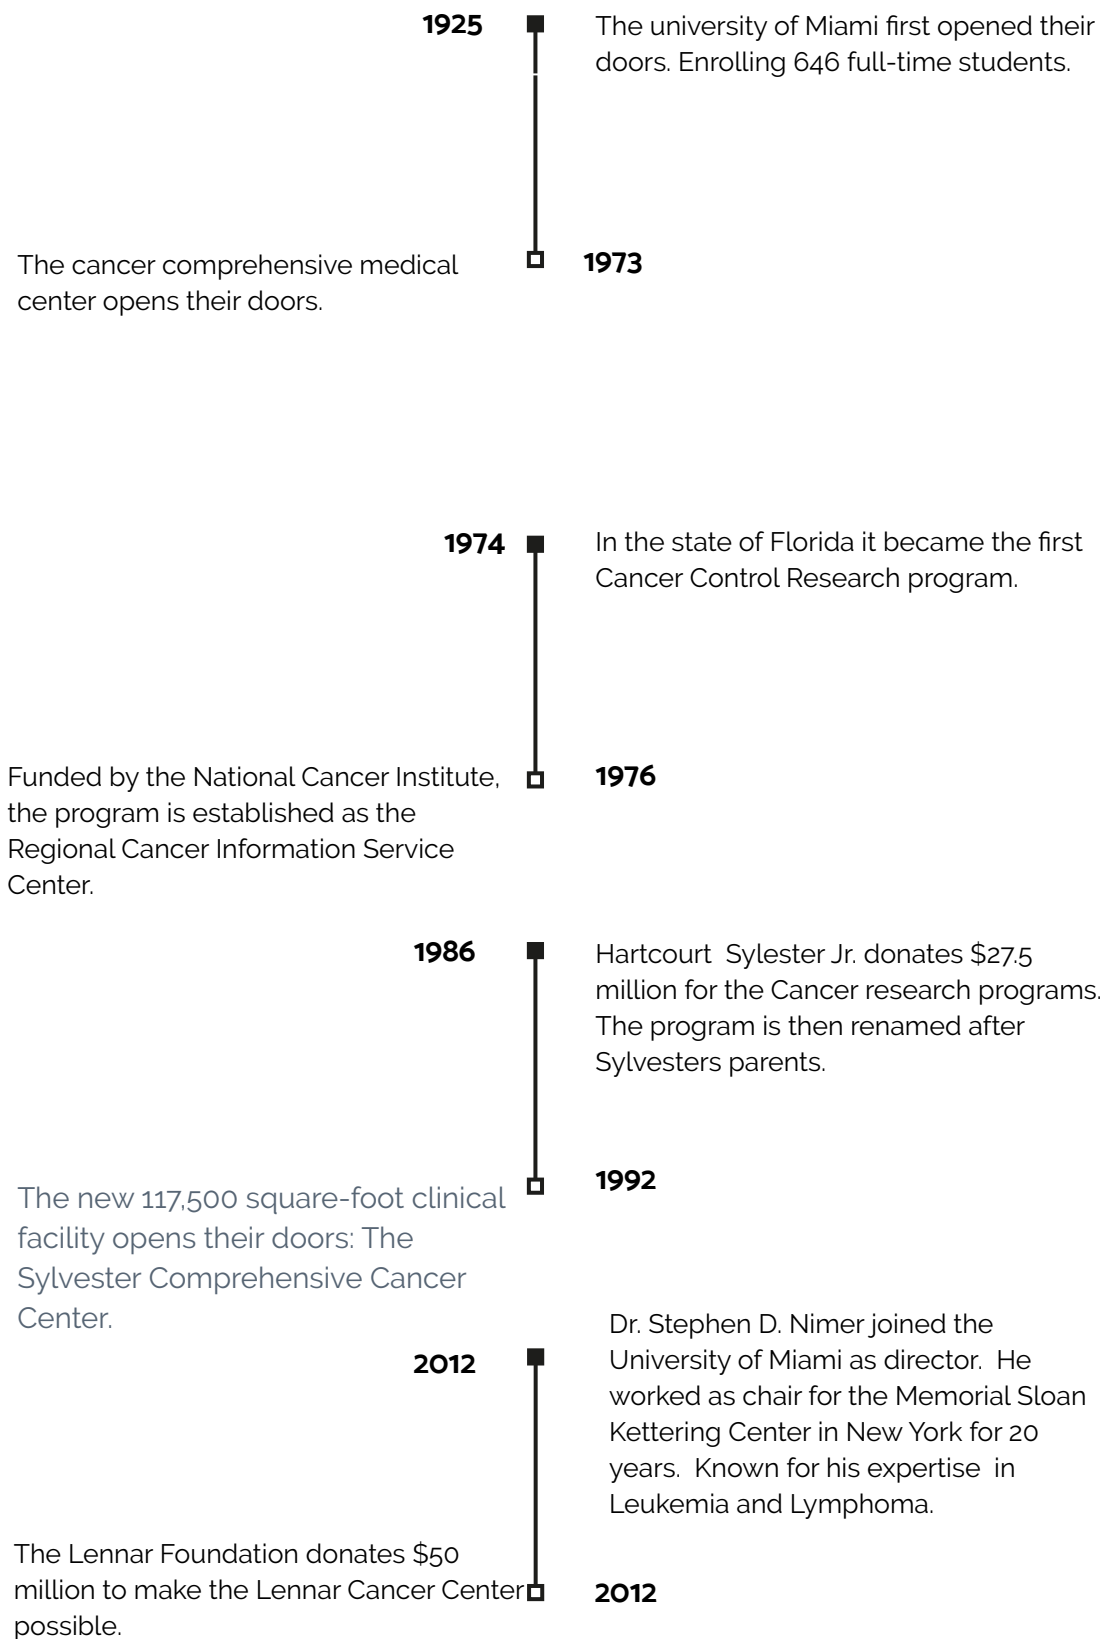 1925
The university of Miami first opened their
doors. Enrolling 646 full-time students.
1973
The cancer comprehensive medical
center opens their doors.
1974
In the state of Florida it became the first
Cancer Control Research program.
1976
Funded by the National Cancer Institute,
the program is established as the
Regional Cancer Information Service
Center.
1986
Hartcourt  Sylester Jr. donates $27.5
million for the Cancer research programs.
The program is then renamed after
Sylvesters parents.
1992
The new 117,500 square-foot clinical
facility opens their doors: The
Sylvester Comprehensive Cancer
Center.
2012
Dr. Stephen D. Nimer joined the
University of Miami as director.  He
worked as chair for the Memorial Sloan
Kettering Center in New York for 20
years.  Known for his expertise  in
Leukemia and Lymphoma.
2012
The Lennar Foundation donates $50
million to make the Lennar Cancer Center
possible.